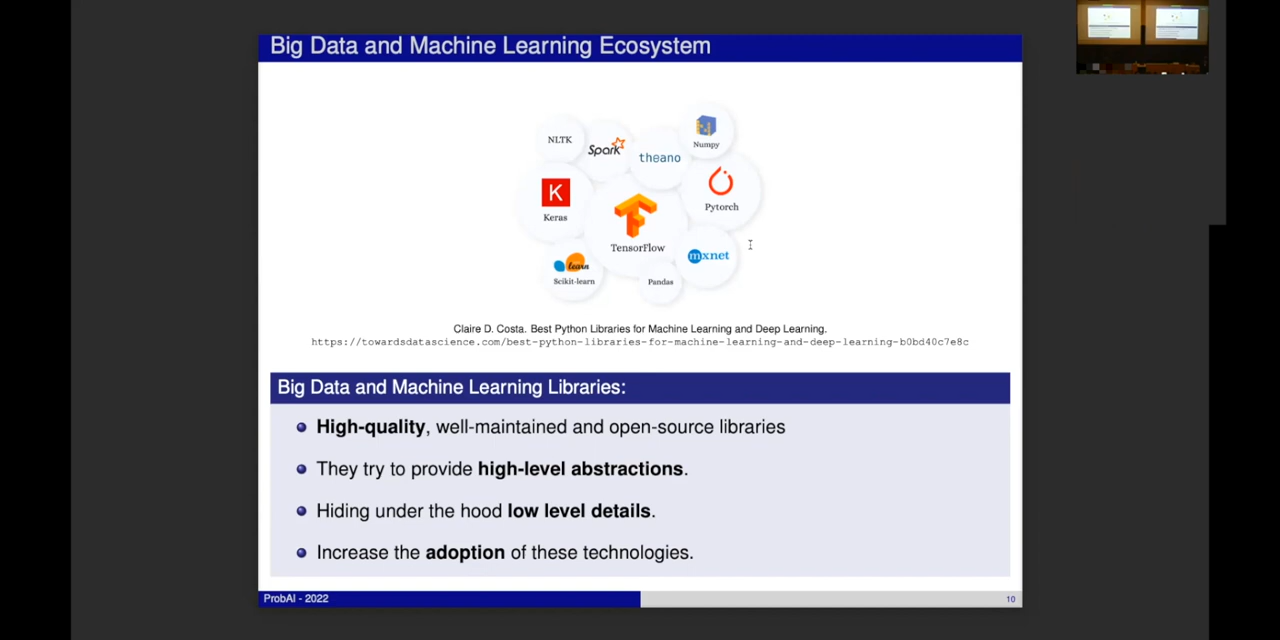 Big Data and Machine Learning Ecosystem
NLTK
Spark
theano
Numpy
K
Keras
TensorFlow
Pytorch
learn
Scikit-learn
mxnet
Pandas
Claire D. Costa. Best Python Libraries for Machine Learning and Deep Learning.
https://towardsdatascience.com/best-python-libraries-for-machine-learning-and-deep-learning-b0bd40c7e8c
Big Data and Machine Learning Libraries:
High-quality, well-maintained and open-source libraries
They try to provide high-level abstractions.
Hiding under the hood low level details.
Increase the adoption of these technologies.
ProbAI - 2022
10